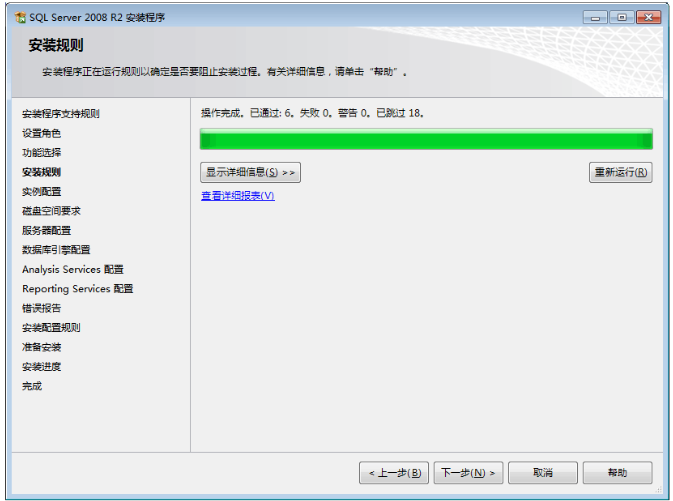 SQL Server 2008 R2 安装程序
安装规则
安装程序正在运行规则以确定是否要阻止安装过程。有关详细信息，请单击“帮助”。
安装程序支持规则
设置角色
功能选择
安装规则
实例配置
磁盘空间要求
服务器配置
数据库引擎配置
Analysis Services 配置
Reporting Services 配置
错误报告
安装配置规则
准备安装
安装进度
完成
操作完成。已通过: 6。失败 0。警告 0。已跳过 18。
显示详细信息(S) >> 重新运行(R)
查看详细报表(V)
< 上一步(B) 下一步(N) > 取消 帮助